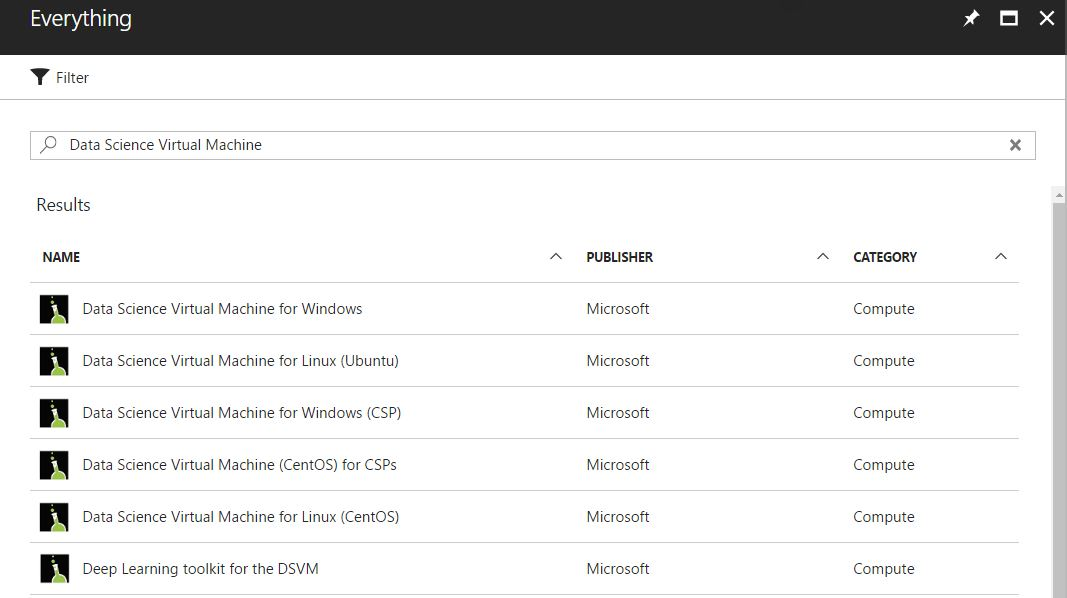 Everything
Filter
Data Science Virtual Machine
Results
NAME PUBLISHER CATEGORY
Data Science Virtual Machine for Windows Microsoft Compute
Data Science Virtual Machine for Linux (Ubuntu) Microsoft Compute
Data Science Virtual Machine for Windows (CSP) Microsoft Compute
Data Science Virtual Machine (CentOS) for CSPs Microsoft Compute
Data Science Virtual Machine for Linux (CentOS) Microsoft Compute
Deep Learning toolkit for the DSVM Microsoft Compute